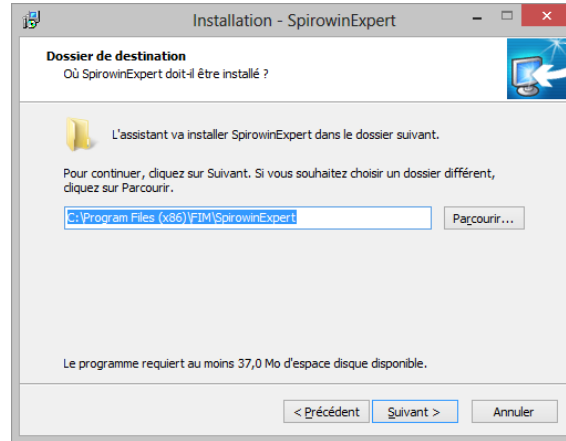 Installation - SpirowinExpert
Dossier de destination
Où SpirowinExpert doit-il être installé ?
L'assistant va installer SpirowinExpert dans le dossier suivant.
Pour continuer, cliquez sur Suivant. Si vous souhaitez choisir un dossier différent,
cliquez sur Parcourir.
C:\Program Files (x86)\FIM\SpirowinExpert
Parcourir...
Le programme requiert au moins 37,0 Mo d'espace disque disponible.
< Précédent
Suivant >
Annuler